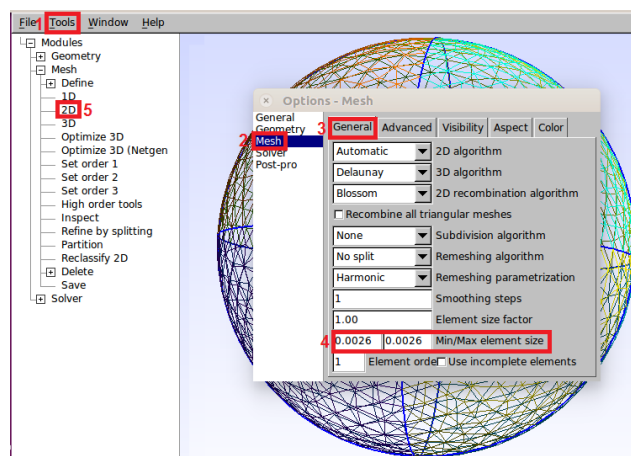 File Tools Window Help
1
Modules
Geometry
Mesh
Define
1D
2D 5
3D
Optimize 3D
Optimize 3D (Netgen
Set order 1
Set order 2
Set order 3
High order tools
Inspect
Refine by splitting
Partition
Reclassify 2D
Delete
Save
Solver
Options - Mesh
General
Geometry
2 Mesh
Solver
Post-pro
3 General Advanced Visibility Aspect Color
Automatic 2D algorithm
Delaunay 3D algorithm
Blossom 2D recombination algorithm
Recombine all triangular meshes
None Subdivision algorithm
No split Remeshing algorithm
Harmonic Remeshing parametrization
1 Smoothing steps
1.00 Element size factor
4 0.0026 0.0026 Min/Max element size
1 Element orde Use incomplete elements